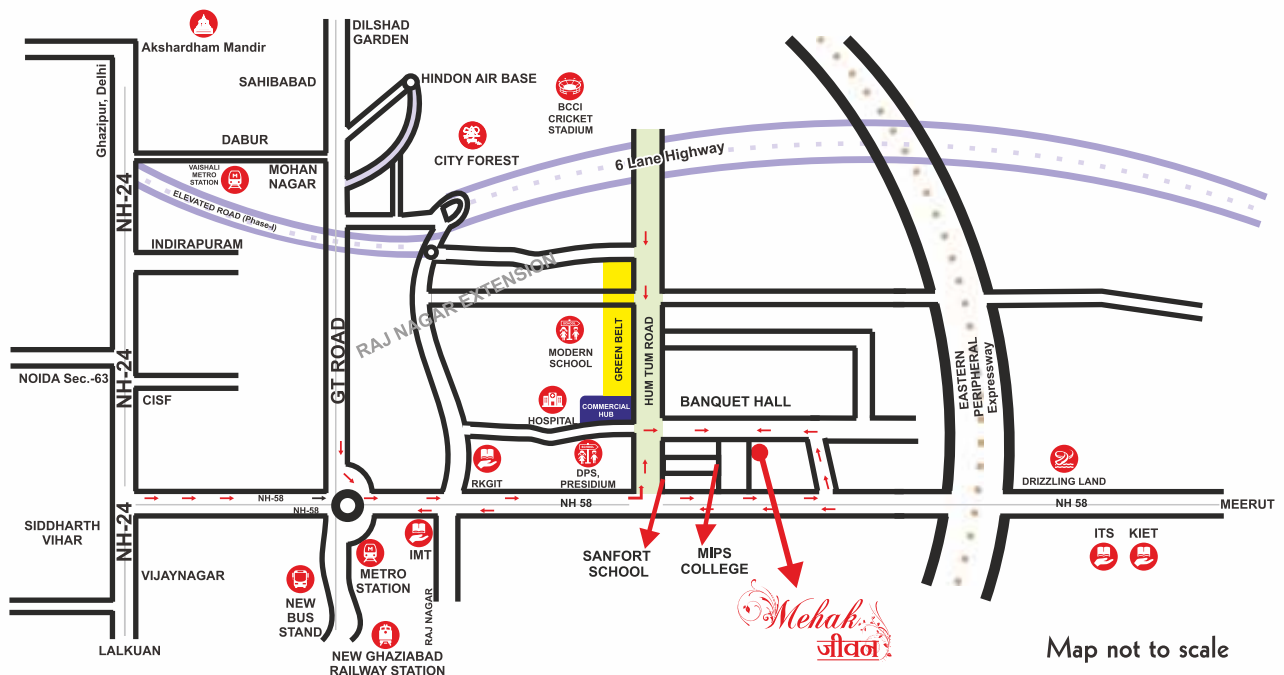 DILSHAD
GARDEN
Akshardham Mandir
Ghazipur, Delhi
SAHIBABAD
HINDON AIR BASE
BCCI
CRICKET
STADIUM
DABUR
CITY FOREST
6 Lane Highway
VAISHALI
METRO
STATION
MOHAN
NAGAR
NH-24
ELEVATED ROAD (Phase-I)
INDIRAPURAM
RAJ NAGAR EXTENSION
GT ROAD
MODERN
SCHOOL
GREEN BELT
HUM TUM ROAD
NH-24
NOIDA Sec.-63
CISF
HOSPITAL
COMMERCIAL
HUB
BANQUET HALL
EASTERN
PERIPHERAL
Expressway
RKGIT
DPS,
PRESIDIUM
DRIZZLING LAND
NH-58
NH-58
NH 58
NH 58
MEERUT
NH-24
SIDDHARTH
VIHAR
IMT
SANFORT
SCHOOL
MIPS
COLLEGE
ITS
KIET
VIJAYNAGAR
METRO
STATION
NEW
BUS
STAND
RAJ NAGAR
Mehak
जीवन
LALKUAN
NEW GHAZIABAD
RAILWAY STATION
Map not to scale